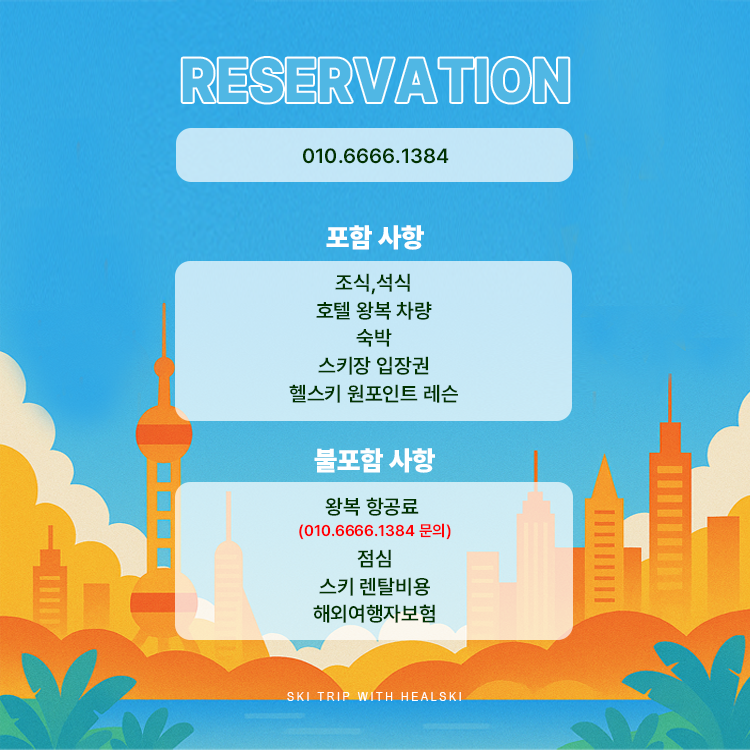 RESERVATION
010.6666.1384
포함 사항
조식,석식
호텔 왕복 차량
숙박
스키장 입장권
헬스키 원포인트 레슨
불포함 사항
왕복 항공료
(010.6666.1384 문의)
점심
스키 렌탈비용
해외여행자보험
SKI TRIP WITH HEALSKI